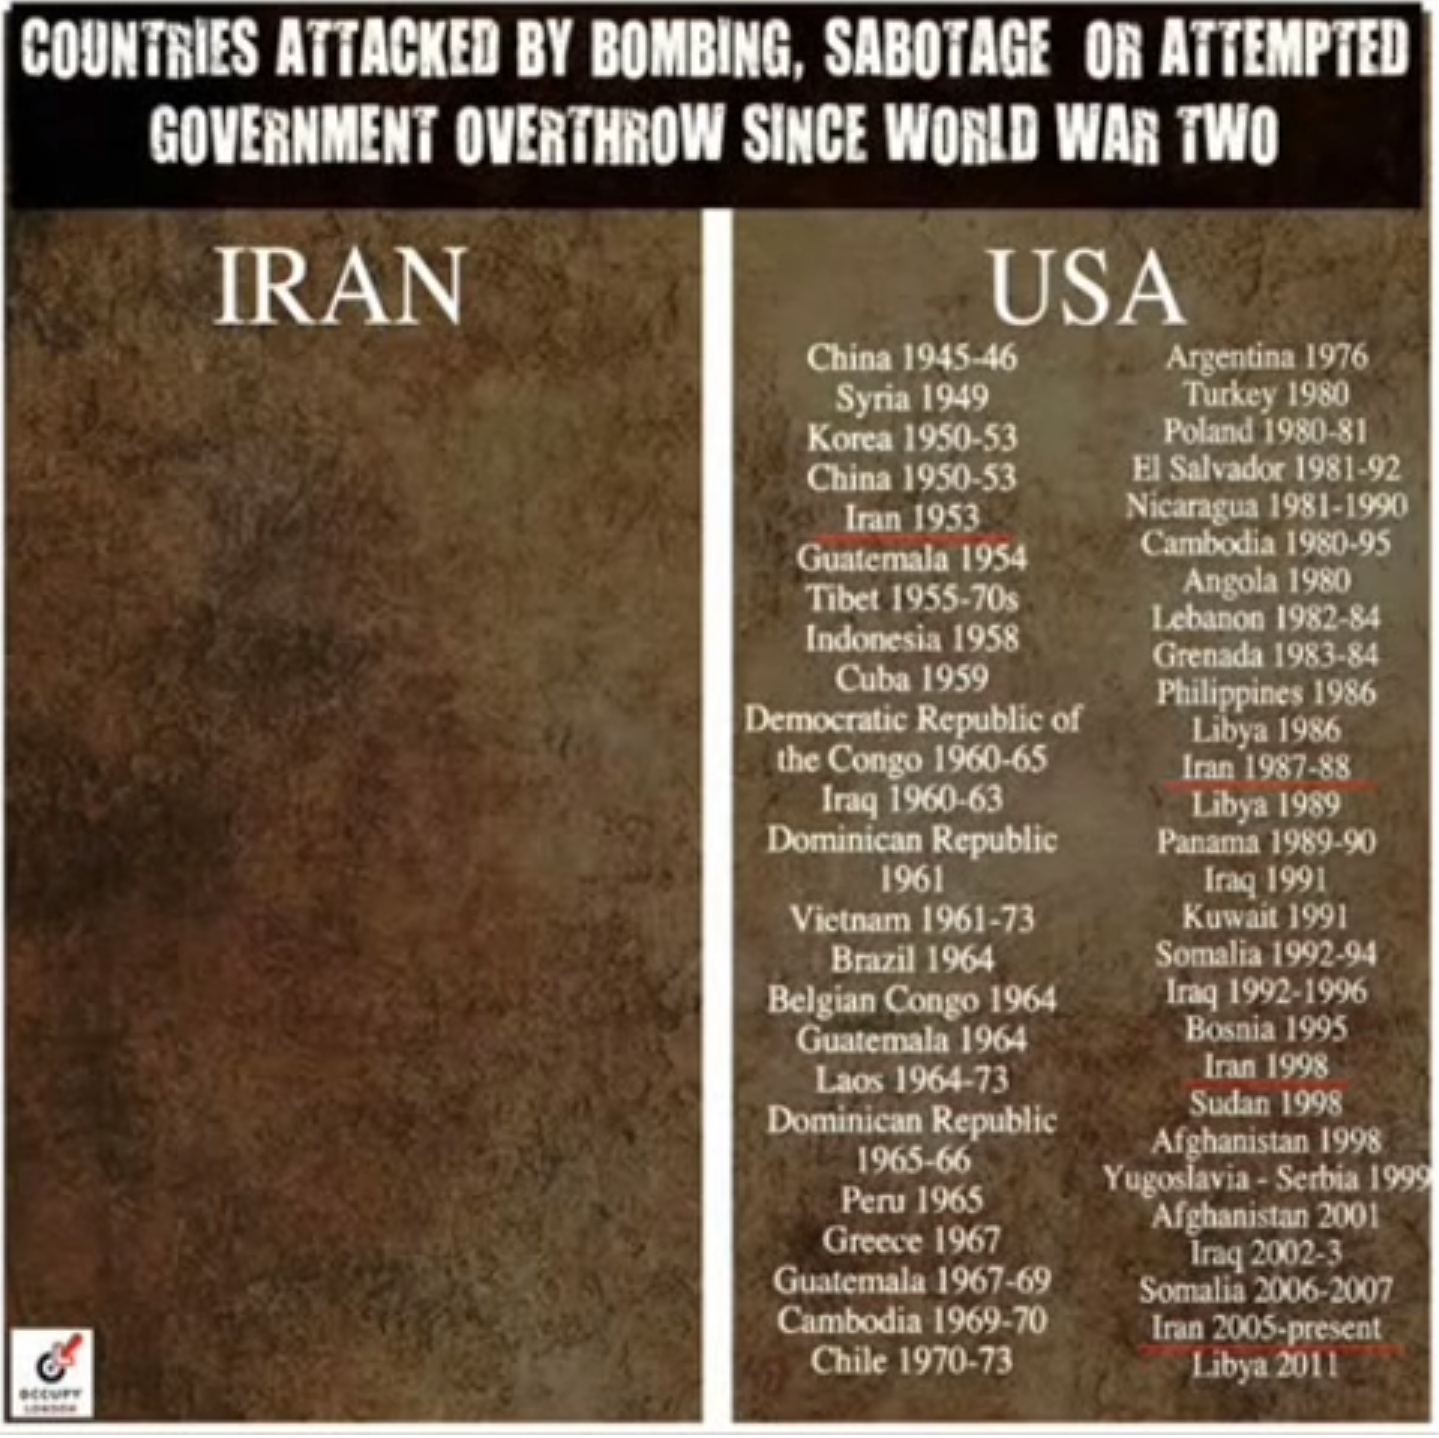 COUNTRIES ATTACKED BY BOMBING, SABOTAGE OR ATTEMPTED
GOVERNMENT OVERTHROW SINCE WORLD WAR TWO
IRAN
USA
China 1945-46
Syria 1949
Korea 1950-53
China 1950-53
Iran 1953
Guatemala 1954
Tibet 1955-70s
Indonesia 1958
Cuba 1959
Democratic Republic of
the Congo 1960-65
Iraq 1960-63
Dominican Republic
1961
Vietnam 1961-73
Brazil 1964
Belgian Congo 1964
Guatemala 1964
Laos 1964-73
Dominican Republic
1965-66
Peru 1965
Greece 1967
Guatemala 1967-69
Cambodia 1969-70
Chile 1970-73
Argentina 1976
Turkey 1980
Poland 1980-81
El Salvador 1981-92
Nicaragua 1981-1990
Cambodia 1980-95
Angola 1980
Lebanon 1982-84
Grenada 1983-84
Philippines 1986
Libya 1986
Iran 1987-88
Libya 1989
Panama 1989-90
Iraq 1991
Kuwait 1991
Somalia 1992-94
Iraq 1992-1996
Bosnia 1995
Iran 1998
Sudan 1998
Afghanistan 1998
Yugoslavia - Serbia 1999
Afghanistan 2001
Iraq 2002-3
Somalia 2006-2007
Iran 2005-present
Libya 2011
OCCUPY
LONDON